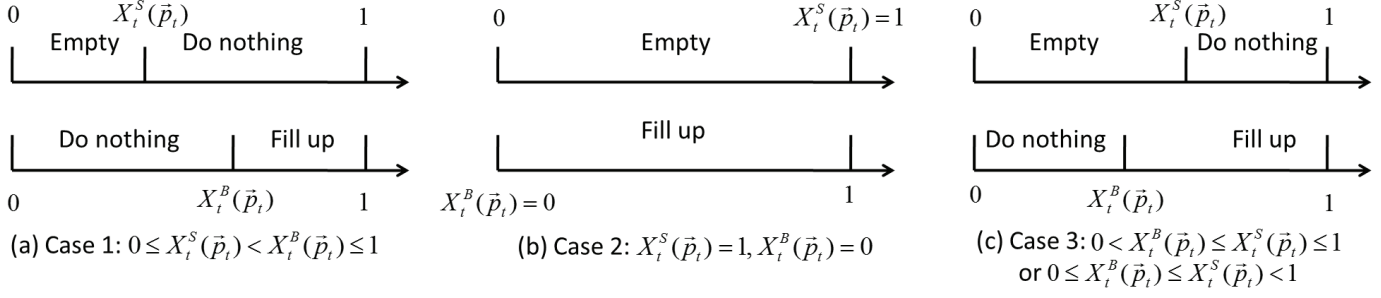 0 X_t^S(p⃗_t) 1
Empty Do nothing
Do nothing Fill up
0 X_t^B(p⃗_t) 1
(a) Case 1: 0 ≤ X_t^S(p⃗_t) < X_t^B(p⃗_t) ≤ 1
0 X_t^S(p⃗_t) = 1
Empty
Fill up
X_t^B(p⃗_t) = 0 1
(b) Case 2: X_t^S(p⃗_t) = 1, X_t^B(p⃗_t) = 0
0 X_t^S(p⃗_t) 1
Empty Do nothing
Do nothing Fill up
0 X_t^B(p⃗_t) 1
(c) Case 3: 0 < X_t^B(p⃗_t) ≤ X_t^S(p⃗_t) ≤ 1
or 0 ≤ X_t^B(p⃗_t) ≤ X_t^S(p⃗_t) < 1